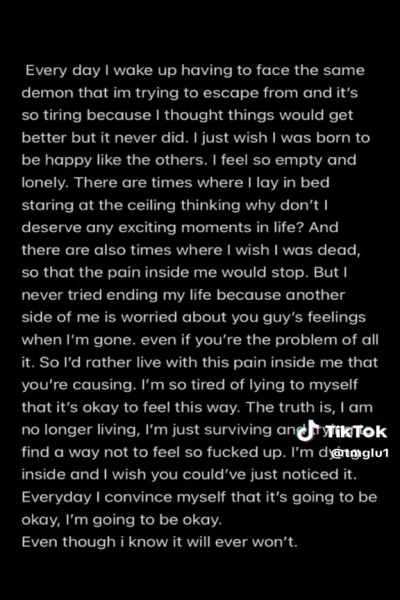 Every day I wake up having to face the same
demon that im trying to escape from and it's
so tiring because I thought things would get
better but it never did. I just wish I was born to
be happy like the others. I feel so empty and
lonely. There are times where I lay in bed
staring at the ceiling thinking why don't I
deserve any exciting moments in life? And
there are also times where I wish I was dead,
so that the pain inside me would stop. But I
never tried ending my life because another
side of me is worried about you guy's feelings
when I'm gone. even if you're the problem of all
it. So I'd rather live with this pain inside me that
you're causing. I'm so tired of lying to myself
that it's okay to feel this way. The truth is, I am
no longer living, I'm just surviving and
TikTok
find a way not to feel so fucked up. I'm dying
@tmglu1
inside and I wish you could've just noticed it.
Everyday I convince myself that it's going to be
okay, I'm going to be okay.
Even though i know it will ever won't.